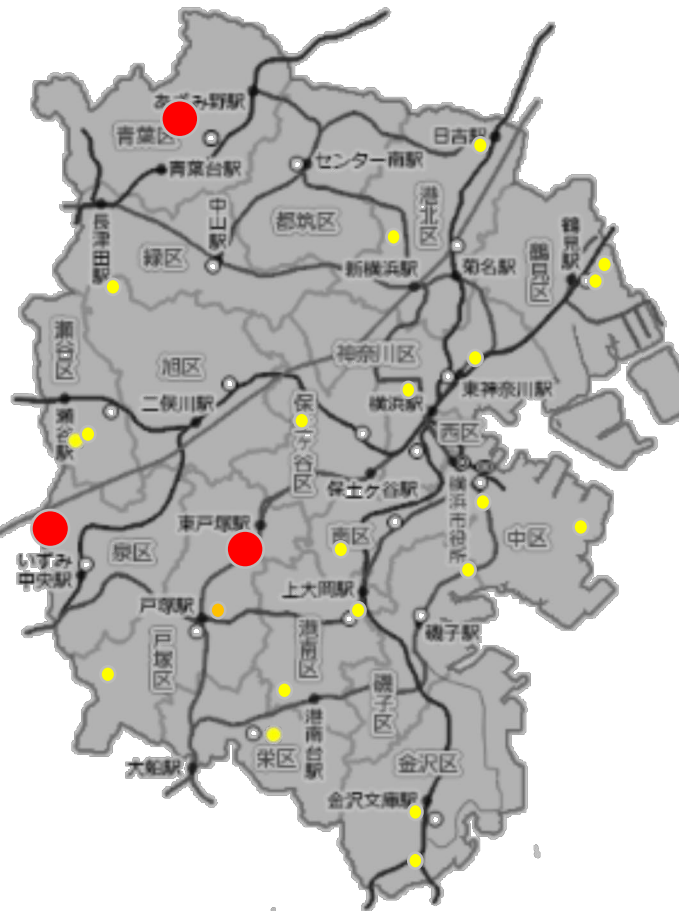 あざみ野駅
青葉区
日吉駅
青葉台駅
センター南駅
港北区
中山駅
都筑区
長津田駅
緑区
新横浜駅
菊名駅
鶴見区
鶴見駅
瀬谷区
旭区
神奈川区
二俣川駅
瀬谷駅
保土ケ谷区
横浜駅
東神奈川駅
西区
保土ケ谷駅
横浜市役所
東戸塚駅
南区
中区
いずみ
中央駅
泉区
上大岡駅
戸塚駅
戸塚区
港南区
磯子駅
磯子区
港南台駅
栄区
大船駅
金沢区
金沢文庫駅